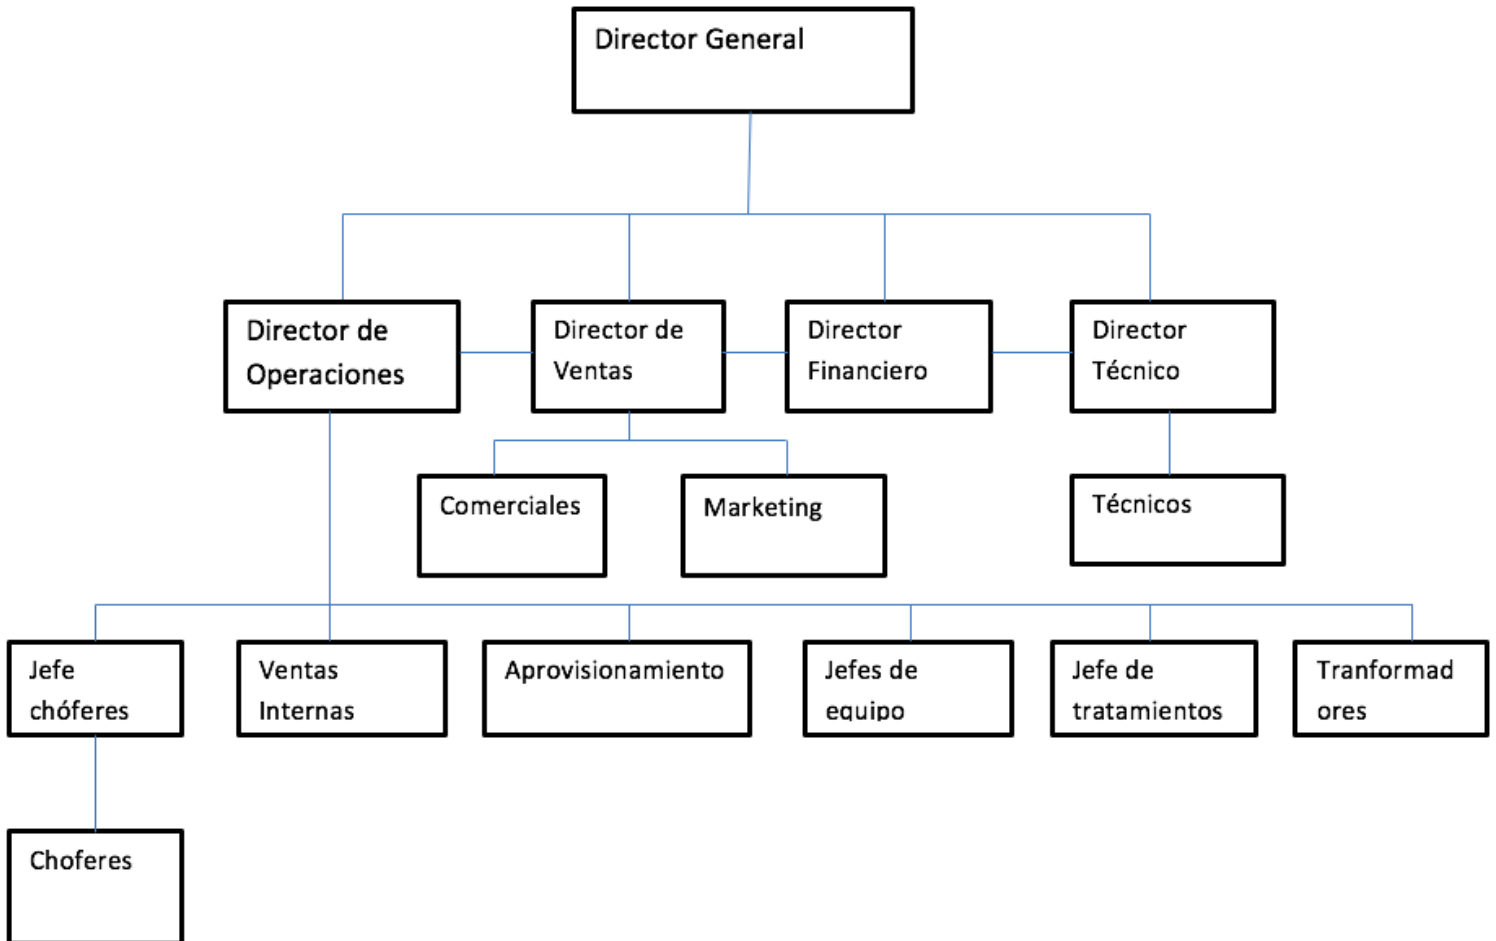 Director General
Director de
Operaciones
Director de
Ventas
Director
Financiero
Director
Técnico
Comerciales
Marketing
Técnicos
Jefe
chóferes
Ventas
Internas
Aprovisionamiento
Jefes de
equipo
Jefe de
tratamientos
Tranformad
ores
Choferes